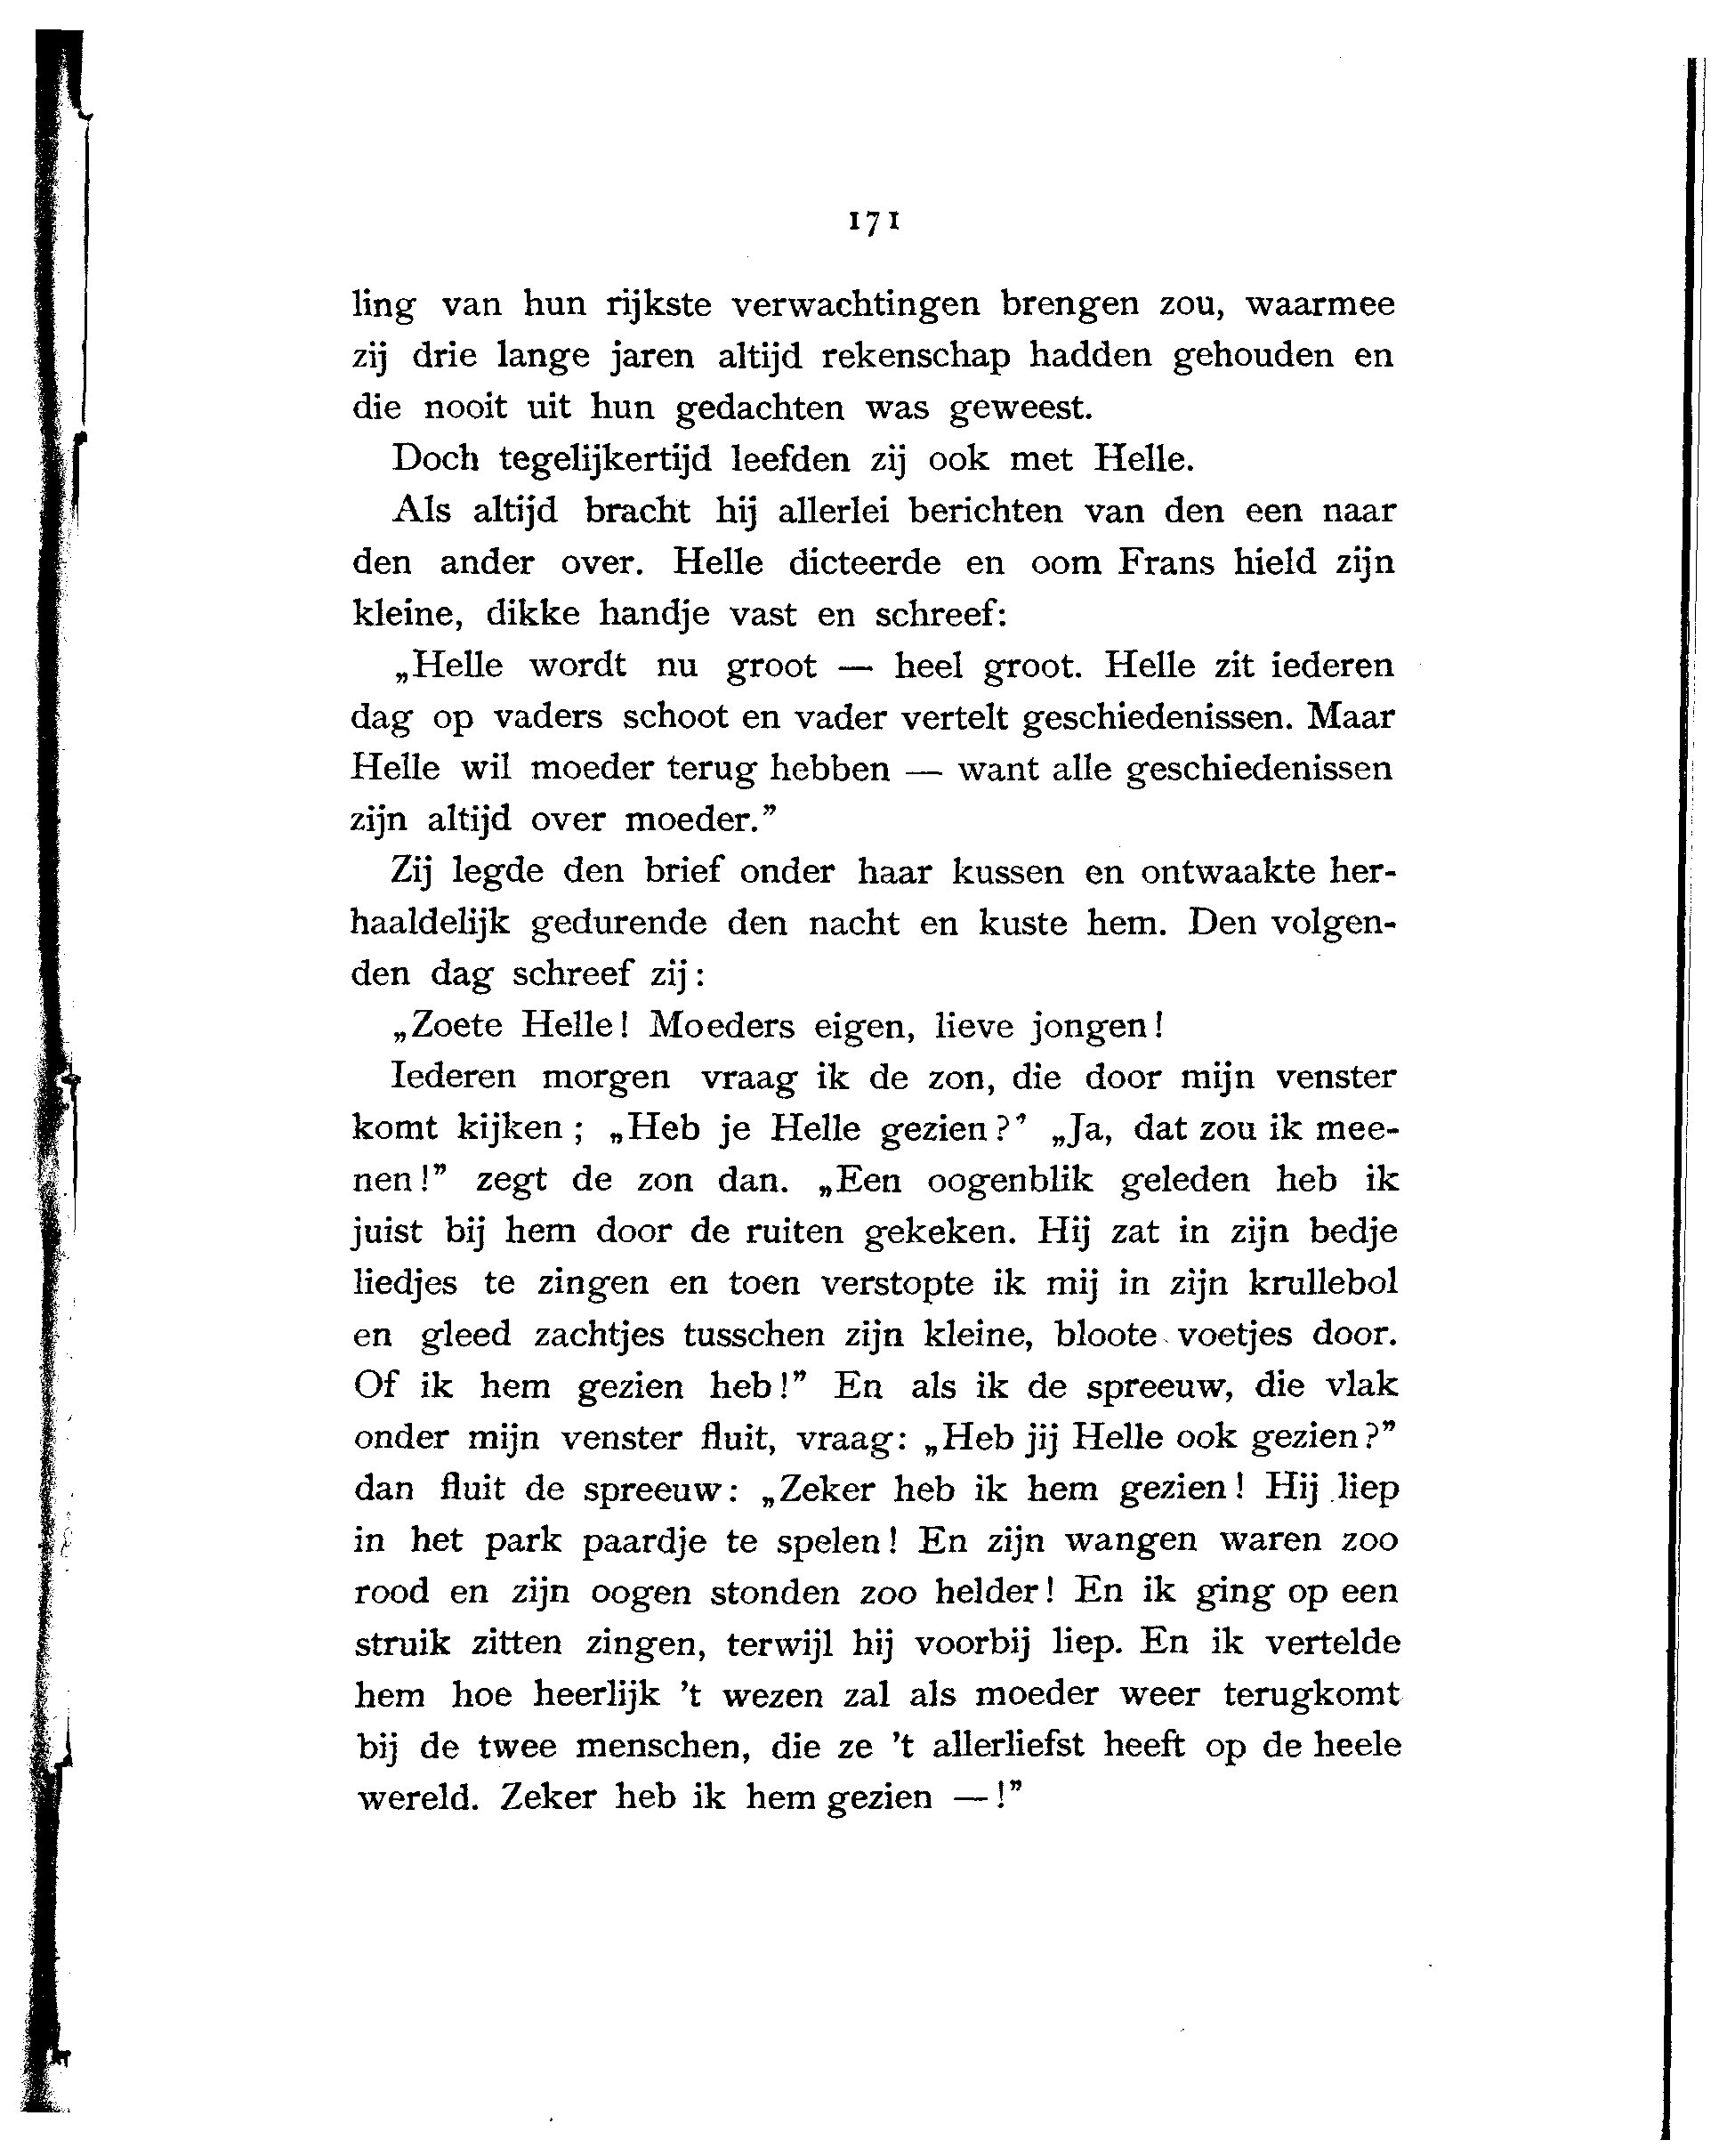 171
ling van hun rijkste verwachtingen brengen zou, waarmee
zij drie lange jaren altijd rekenschap hadden gehouden en
die nooit uit hun gedachten was geweest.
Doch tegelijkertijd leefden zij ook met Helle.
Als altijd bracht hij allerlei berichten van den een naar
den ander over. Helle dicteerde en oom Frans hield zijn
kleine, dikke handje vast en schreef:
„Helle wordt nu groot — heel groot. Helle zit iederen
dag op vaders schoot en vader vertelt geschiedenissen. Maar
Helle wil moeder terug hebben — want alle geschiedenissen
zijn altijd over moeder.”
Zij legde den brief onder haar kussen en ontwaakte her-
haaldelijk gedurende den nacht en kuste hem. Den volgen-
den dag schreef zij:
„Zoete Helle! Moeders eigen, lieve jongen!
Iederen morgen vraag ik de zon, die door mijn venster
komt kijken; „Heb je Helle gezien?’ „Ja, dat zou ik mee-
nen!” zegt de zon dan. „Een oogenblik geleden heb ik
juist bij hem door de ruiten gekeken. Hij zat in zijn bedje
liedjes te zingen en toen verstopte ik mij in zijn krullebol
en gleed zachtjes tusschen zijn kleine, bloote voetjes door.
Of ik hem gezien heb!” En als ik de spreeuw, die vlak
onder mijn venster fluit, vraag: „Heb jij Helle ook gezien?”
dan fluit de spreeuw: „Zeker heb ik hem gezien! Hij liep
in het park paardje te spelen! En zijn wangen waren zoo
rood en zijn oogen stonden zoo helder! En ik ging op een
struik zitten zingen, terwijl hij voorbij liep. En ik vertelde
hem hoe heerlijk 't wezen zal als moeder weer terugkomt
bij de twee menschen, die ze 't allerliefst heeft op de heele
wereld. Zeker heb ik hem gezien —!”